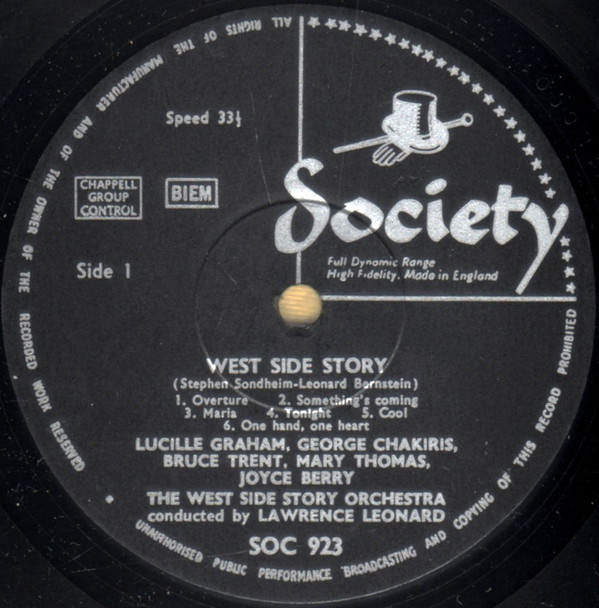 ALL RIGHTS OF THE MANUFACTURER AND OF THE OWNER OF THE RECORDED WORK RESERVED
Speed 33⅓
CHAPPELL
GROUP
CONTROL
BIEM
Society
Full Dynamic Range
High Fidelity. Made in England
Side 1
WEST SIDE STORY
(Stephen Sondheim-Leonard Bernstein)
1. Overture 2. Something's coming
3. Maria 4. Tonight 5. Cool
6. One hand, one heart
LUCILLE GRAHAM, GEORGE CHAKIRIS,
BRUCE TRENT, MARY THOMAS,
JOYCE BERRY
THE WEST SIDE STORY ORCHESTRA
conducted by LAWRENCE LEONARD
SOC 923
UNAUTHORISED PUBLIC PERFORMANCE BROADCASTING AND COPYING OF THIS RECORD PROHIBITED